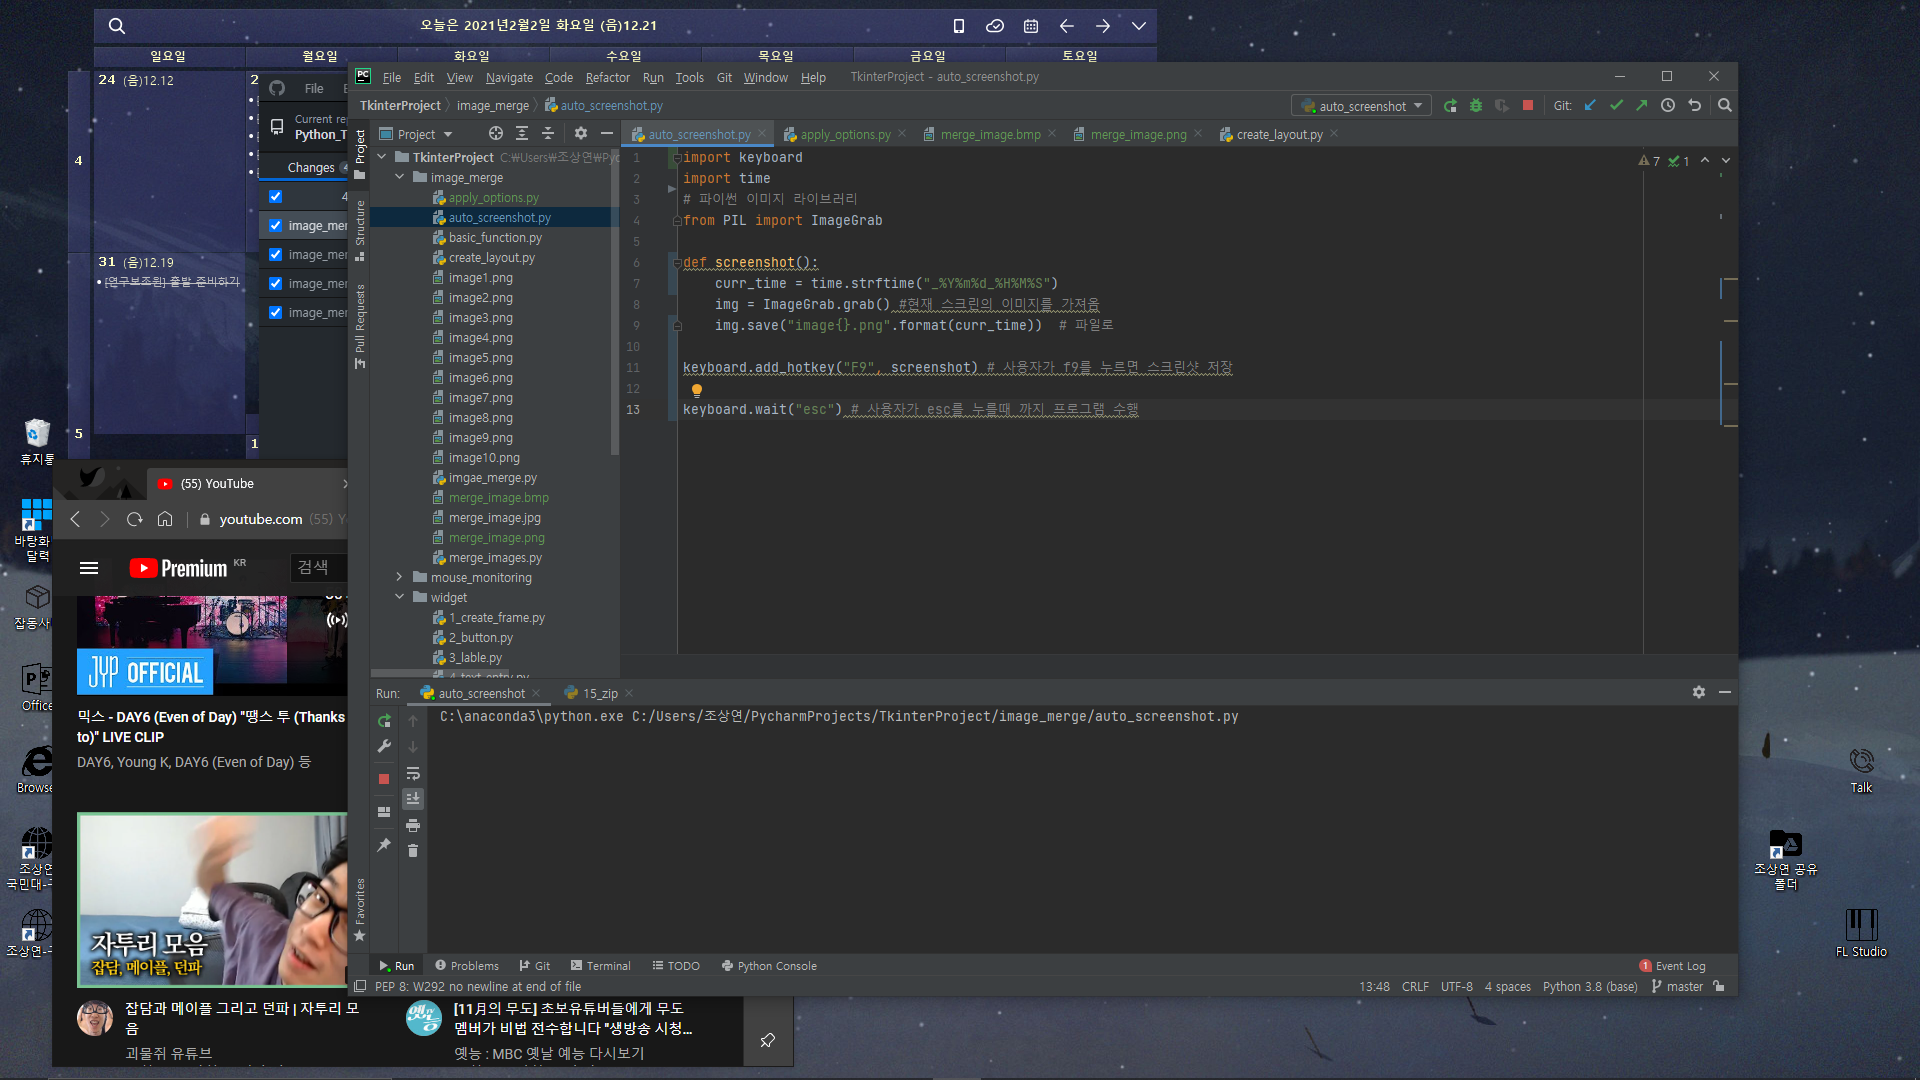 오늘은 2021년2월2일 화요일 (음)12.21
일요일 월요일 화요일 수요일 목요일 금요일 토요일
24 (음)12.12
4
31 (음)12.19
[연구보조원] 출발 준비하기
5
1
File
Current rep
Python_T
Changes
image_mer
image_mer
image_mer
image_mer
File Edit View Navigate Code Refactor Run Tools Git Window Help TkinterProject - auto_screenshot.py
TkinterProject image_merge auto_screenshot.py
auto_screenshot Git:
Project
auto_screenshot.py apply_options.py merge_image.bmp merge_image.png create_layout.py
Project
Structure
Pull Requests
Favorites
TkinterProject C:₩Users₩조상연₩Pyc
image_merge
apply_options.py
auto_screenshot.py
basic_function.py
create_layout.py
image1.png
image2.png
image3.png
image4.png
image5.png
image6.png
image7.png
image8.png
image9.png
image10.png
imgae_merge.py
merge_image.bmp
merge_image.jpg
merge_image.png
merge_images.py
mouse_monitoring
widget
1_create_frame.py
2_button.py
3_lable.py
4_text_entry.py
7 1
1 import keyboard
2 import time
3 # 파이썬 이미지 라이브러리
4 from PIL import ImageGrab
5
6 def screenshot():
7 curr_time = time.strftime("_%Y%m%d_%H%M%S")
8 img = ImageGrab.grab() #현재 스크린의 이미지를 가져옴
9 img.save("image{}.png".format(curr_time)) # 파일로
10
11 keyboard.add_hotkey("F9", screenshot) # 사용자가 f9를 누르면 스크린샷 저장
12
13 keyboard.wait("esc") # 사용자가 esc를 누를때 까지 프로그램 수행
Run: auto_screenshot 15_zip
C:\anaconda3\python.exe C:/Users/조상연/PycharmProjects/TkinterProject/image_merge/auto_screenshot.py
Run Problems Git Terminal TODO Python Console
1 Event Log
PEP 8: W292 no newline at end of file
13:48 CRLF UTF-8 4 spaces Python 3.8 (base) master
휴지통
바탕화
달력
잡동사
Office
Browse
조상연
국민대-구
조상연-구
(55) YouTube
youtube.com (55) Y
Premium KR
검색
JYP OFFICIAL
믹스 - DAY6 (Even of Day) "땡스 투 (Thanks
to)" LIVE CLIP
DAY6, Young K, DAY6 (Even of Day) 등
자투리 모음
잡담, 메이플, 던파
잡담과 메이플 그리고 던파 | 자투리 모
음
괴물쥐 유튜브
[11月의 무도] 초보유튜버들에게 무도
멤버가 비법 전수합니다 "생방송 시청...
옛능 : MBC 옛날 예능 다시보기
Talk
조상연 공유
폴더
FL Studio